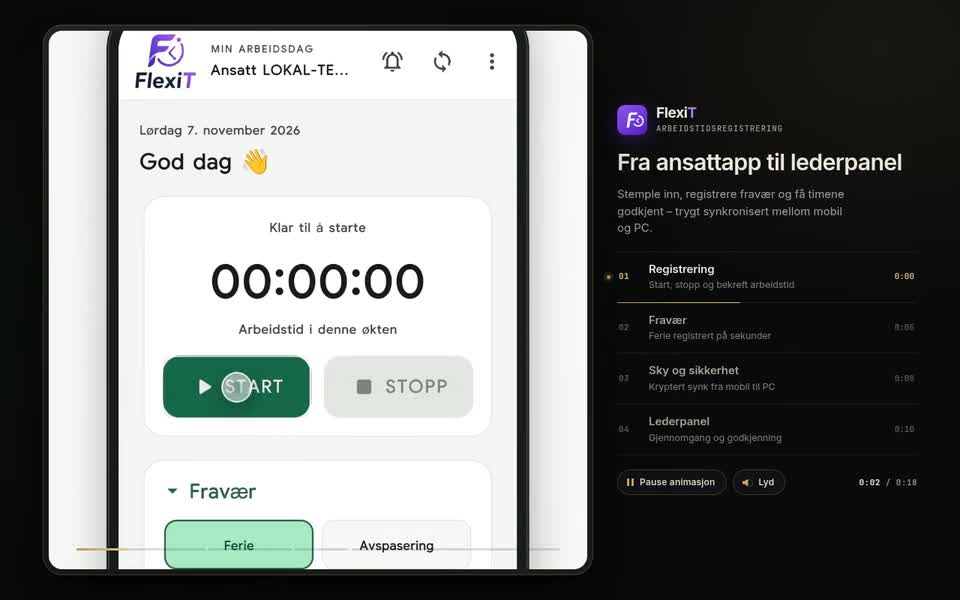 FlexiT
MIN ARBEIDSDAG
Ansatt LOKAL-TE...
Lørdag 7. november 2026
God dag 👋
Klar til å starte
00:00:00
Arbeidstid i denne økten
START
STOPP
Fravær
Ferie
Avspasering
FlexiT
ARBEIDSTIDSREGISTRERING
Fra ansattapp til lederpanel
Stemple inn, registrere fravær og få timene
godkjent – trygt synkronisert mellom mobil
og PC.
01 Registrering 0:00
Start, stopp og bekreft arbeidstid
02 Fravær 0:06
Ferie registrert på sekunder
03 Sky og sikkerhet 0:08
Kryptert synk fra mobil til PC
04 Lederpanel 0:10
Gjennomgang og godkjenning
Pause animasjon
Lyd
0:02 / 0:18